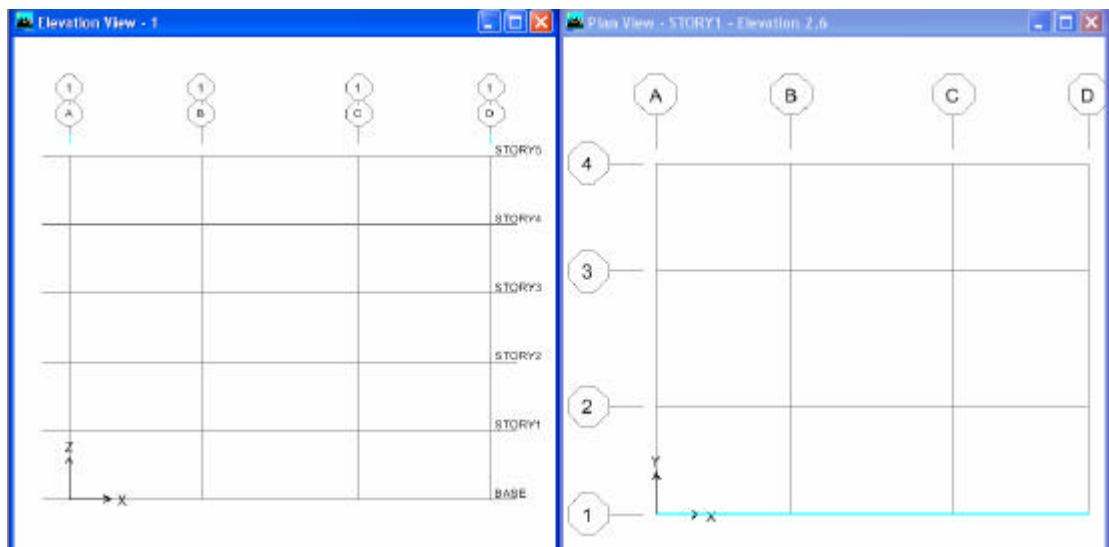 Elevation View - 1
1 1 1 1
A B C D
STORY5
STORY4
STORY3
STORY2
STORY1
Z
X
BASE
Plan View - STORY1 - Elevation 2,6
A B C D
4
3
2
Y
1
X